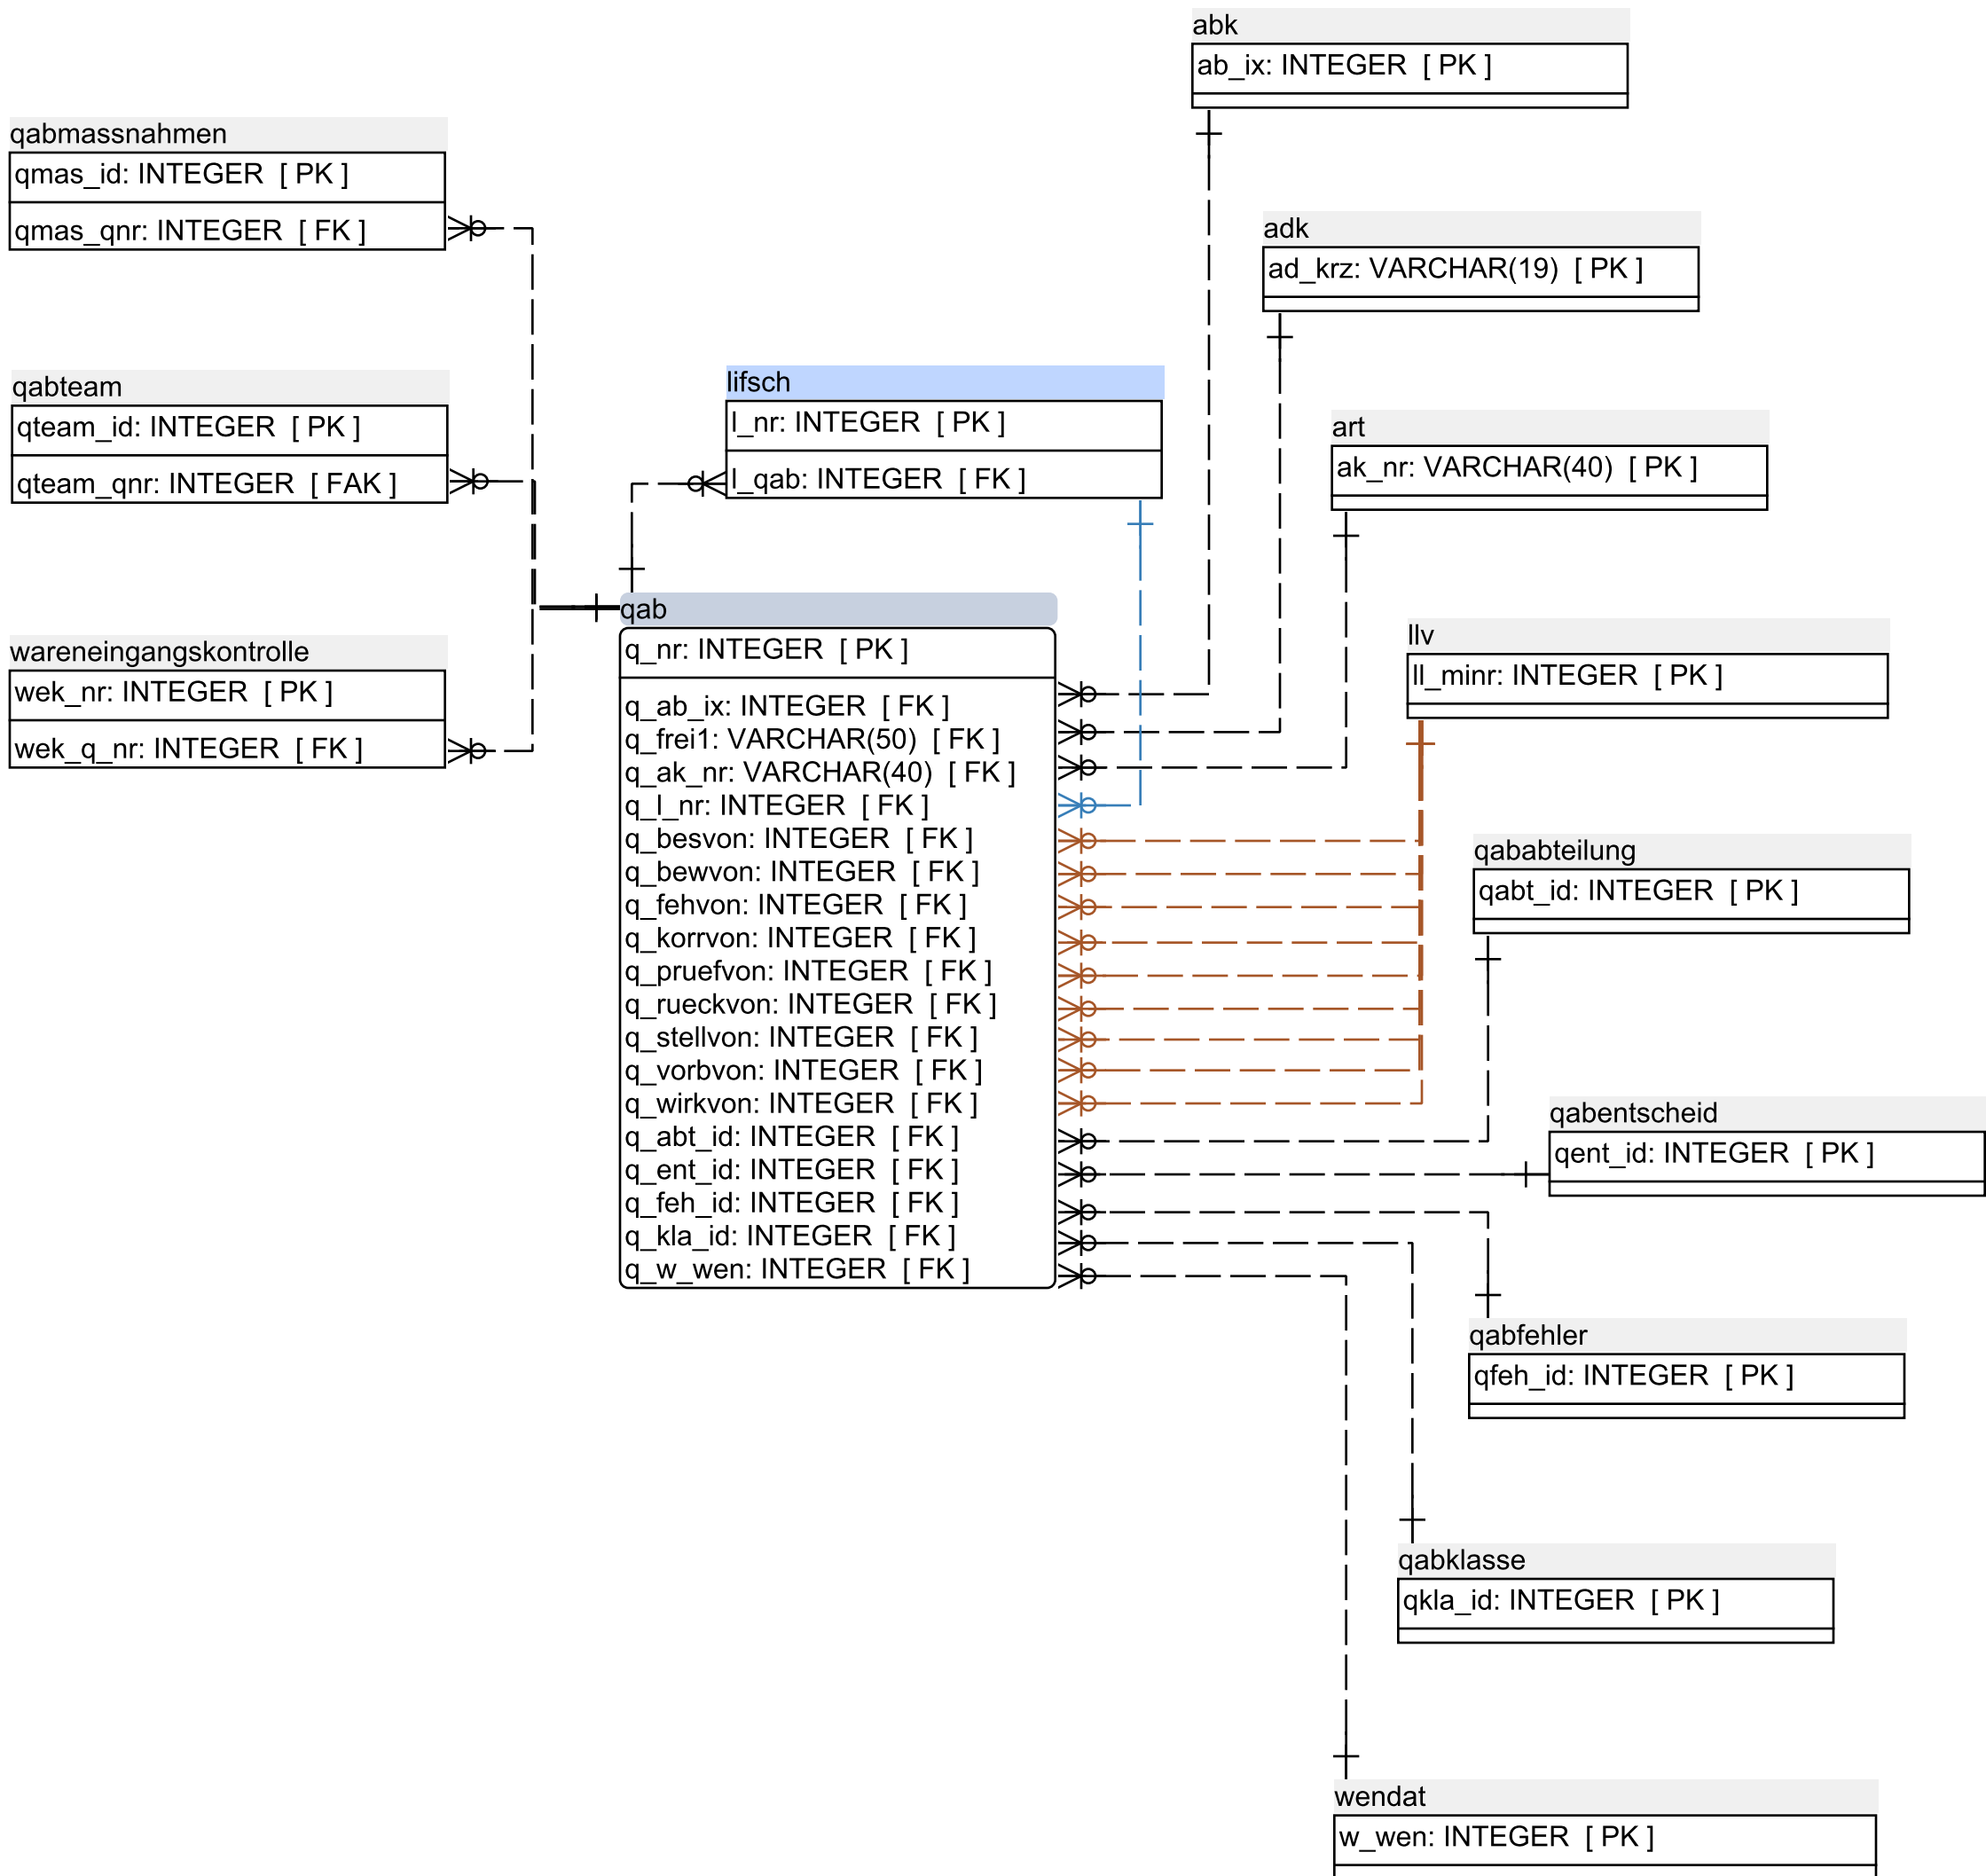 abk
ab_ix: INTEGER [ PK ]
qabmassnahmen
qmas_id: INTEGER [ PK ]
qmas_qnr: INTEGER [ FK ]
adk
ad_krz: VARCHAR(19) [ PK ]
qabteam
qteam_id: INTEGER [ PK ]
qteam_qnr: INTEGER [ FAK ]
lifsch
l_nr: INTEGER [ PK ]
l_qab: INTEGER [ FK ]
art
ak_nr: VARCHAR(40) [ PK ]
wareneingangskontrolle
wek_nr: INTEGER [ PK ]
wek_q_nr: INTEGER [ FK ]
qab
q_nr: INTEGER [ PK ]
q_ab_ix: INTEGER [ FK ]
q_frei1: VARCHAR(50) [ FK ]
q_ak_nr: VARCHAR(40) [ FK ]
q_l_nr: INTEGER [ FK ]
q_besvon: INTEGER [ FK ]
q_bewvon: INTEGER [ FK ]
q_fehvon: INTEGER [ FK ]
q_korrvon: INTEGER [ FK ]
q_pruefvon: INTEGER [ FK ]
q_rueckvon: INTEGER [ FK ]
q_stellvon: INTEGER [ FK ]
q_vorbvon: INTEGER [ FK ]
q_wirkvon: INTEGER [ FK ]
q_abt_id: INTEGER [ FK ]
q_ent_id: INTEGER [ FK ]
q_feh_id: INTEGER [ FK ]
q_kla_id: INTEGER [ FK ]
q_w_wen: INTEGER [ FK ]
llv
ll_minr: INTEGER [ PK ]
qababteilung
qabt_id: INTEGER [ PK ]
qabentscheid
qent_id: INTEGER [ PK ]
qabfehler
qfeh_id: INTEGER [ PK ]
qabklasse
qkla_id: INTEGER [ PK ]
wendat
w_wen: INTEGER [ PK ]